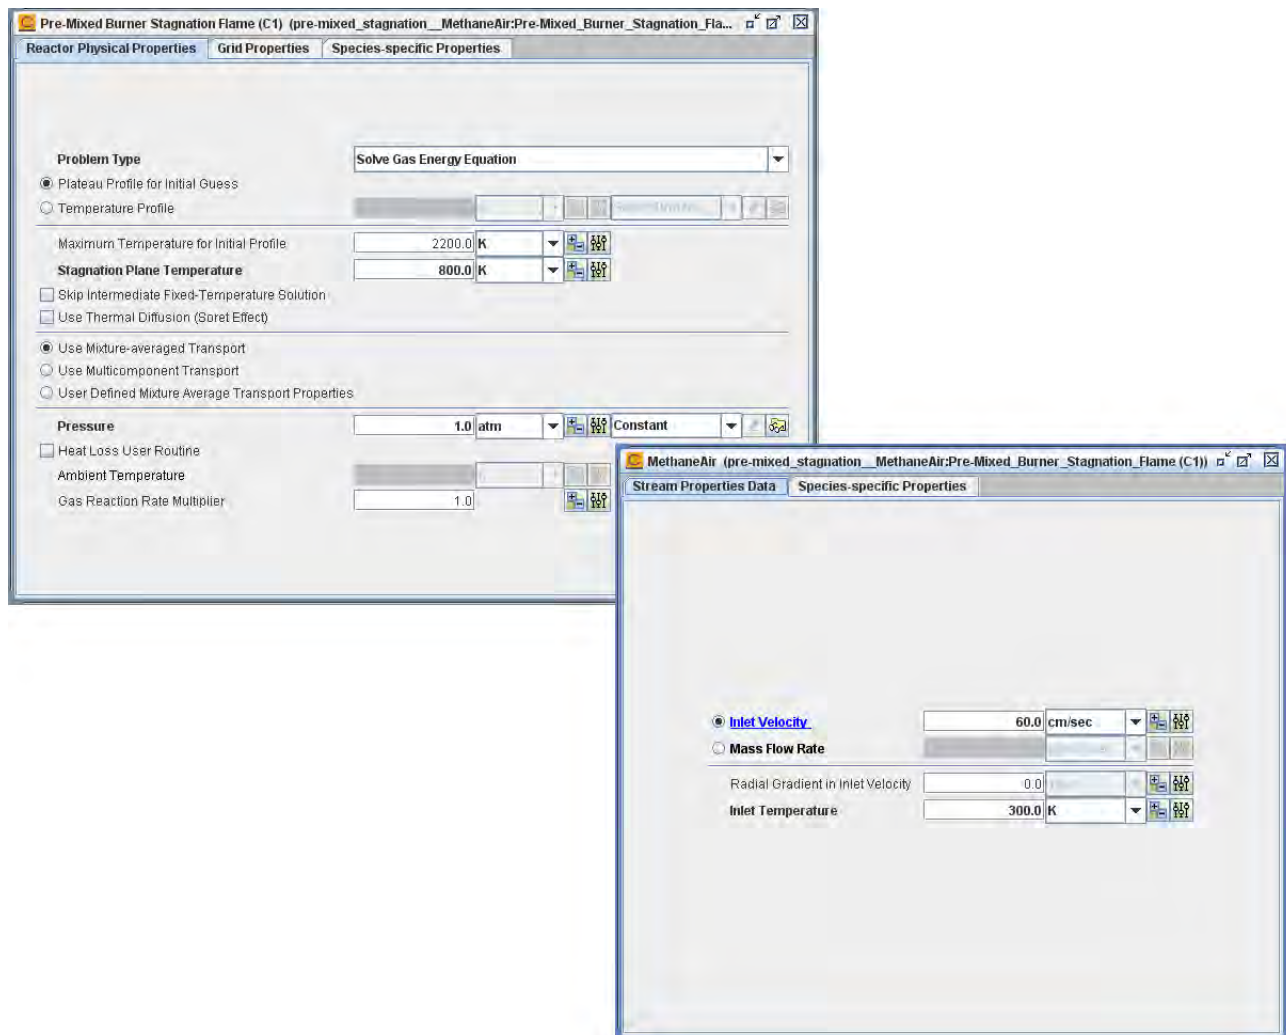 Pre-Mixed Burner Stagnation Flame (C1) (pre-mixed_stagnation__MethaneAir:Pre-Mixed_Burner_Stagnation_Fla...
Reactor Physical Properties Grid Properties Species-specific Properties
Problem Type Solve Gas Energy Equation
Plateau Profile for Initial Guess
Temperature Profile
Maximum Temperature for Initial Profile 2200.0 K
Stagnation Plane Temperature 800.0 K
Skip Intermediate Fixed-Temperature Solution
Use Thermal Diffusion (Soret Effect)
Use Mixture-averaged Transport
Use Multicomponent Transport
User Defined Mixture Average Transport Properties
Pressure 1.0 atm Constant
Heat Loss User Routine
Ambient Temperature
Gas Reaction Rate Multiplier 1.0
MethaneAir (pre-mixed_stagnation__MethaneAir:Pre-Mixed_Burner_Stagnation_Flame (C1))
Stream Properties Data Species-specific Properties
Inlet Velocity 60.0 cm/sec
Mass Flow Rate
Radial Gradient in Inlet Velocity 0.0
Inlet Temperature 300.0 K